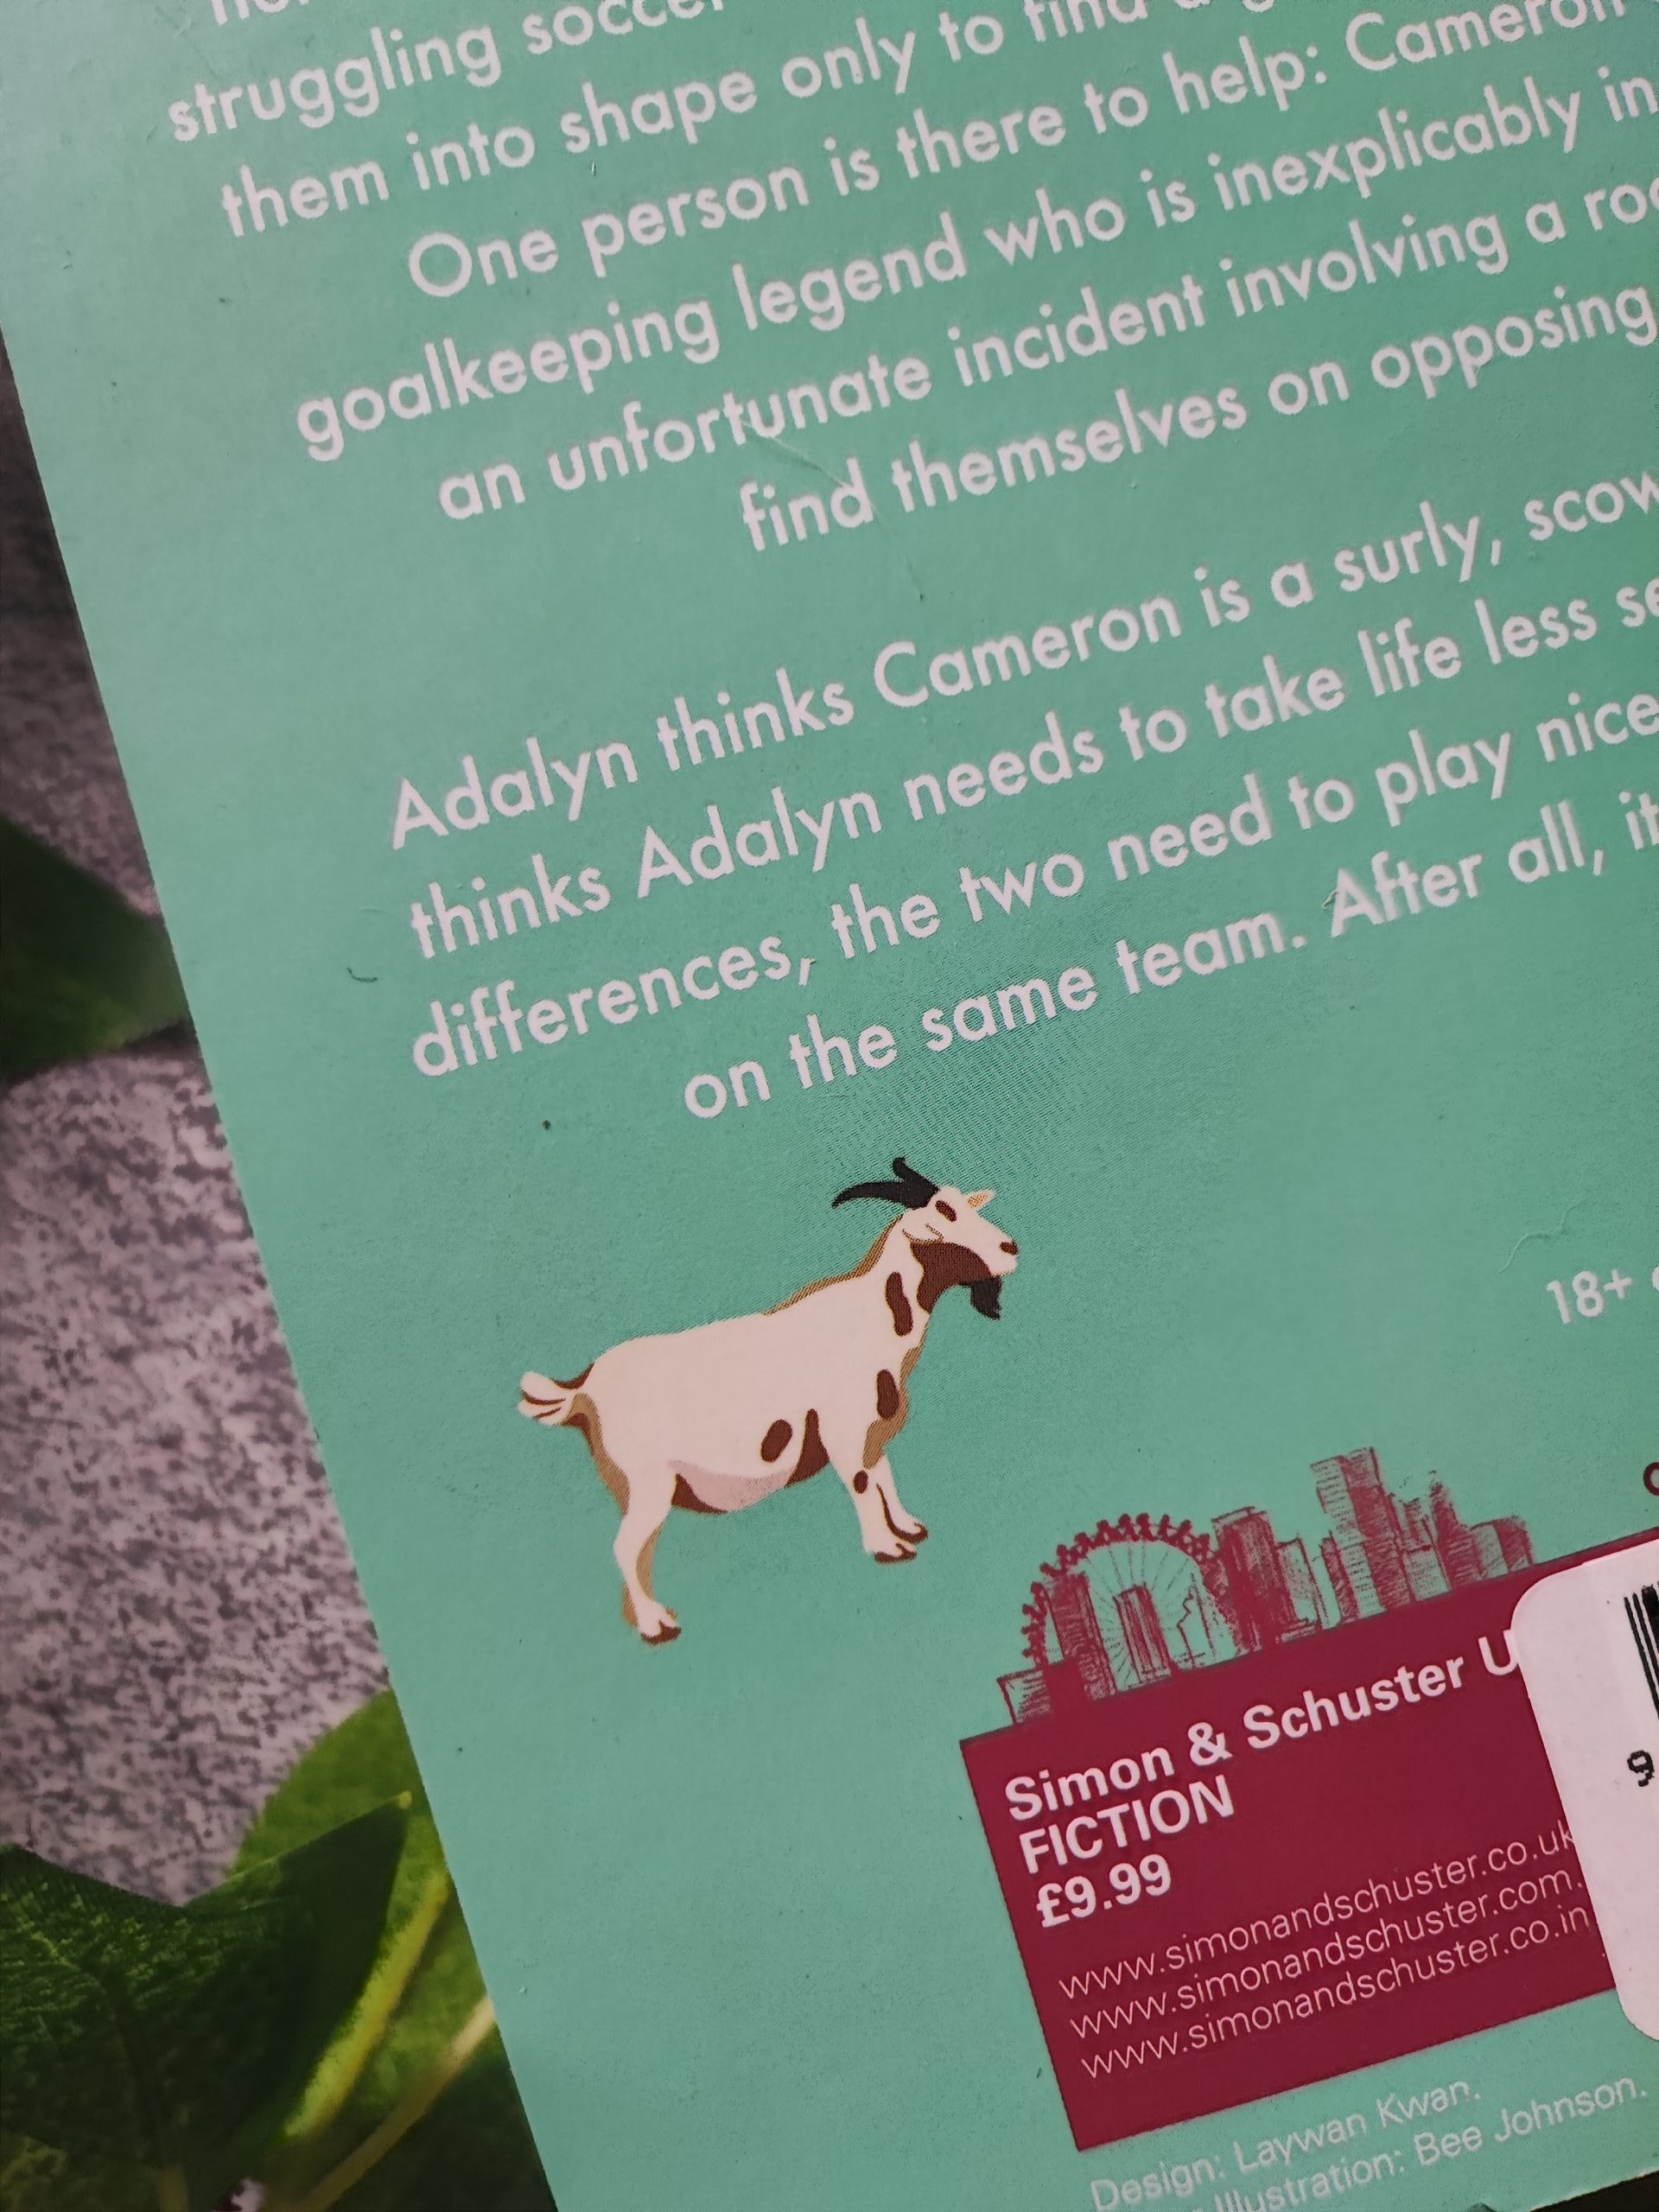 struggling soccer
them into shape only to find
One person is there to help: Cameron
goalkeeping legend who is inexplicably in
an unfortunate incident involving a
find themselves on opposing
Adalyn thinks Cameron is a surly,
thinks Adalyn needs to take life less
differences, the two need to play nice
on the same team. After all,
18+
Simon & Schuster
FICTION
£9.99
www.simonandschuster.co.uk
www.simonandschuster.com.
www.simonandschuster.co.in
9
Design: Laywan Kwan.
Illustration: Bee Johnson.